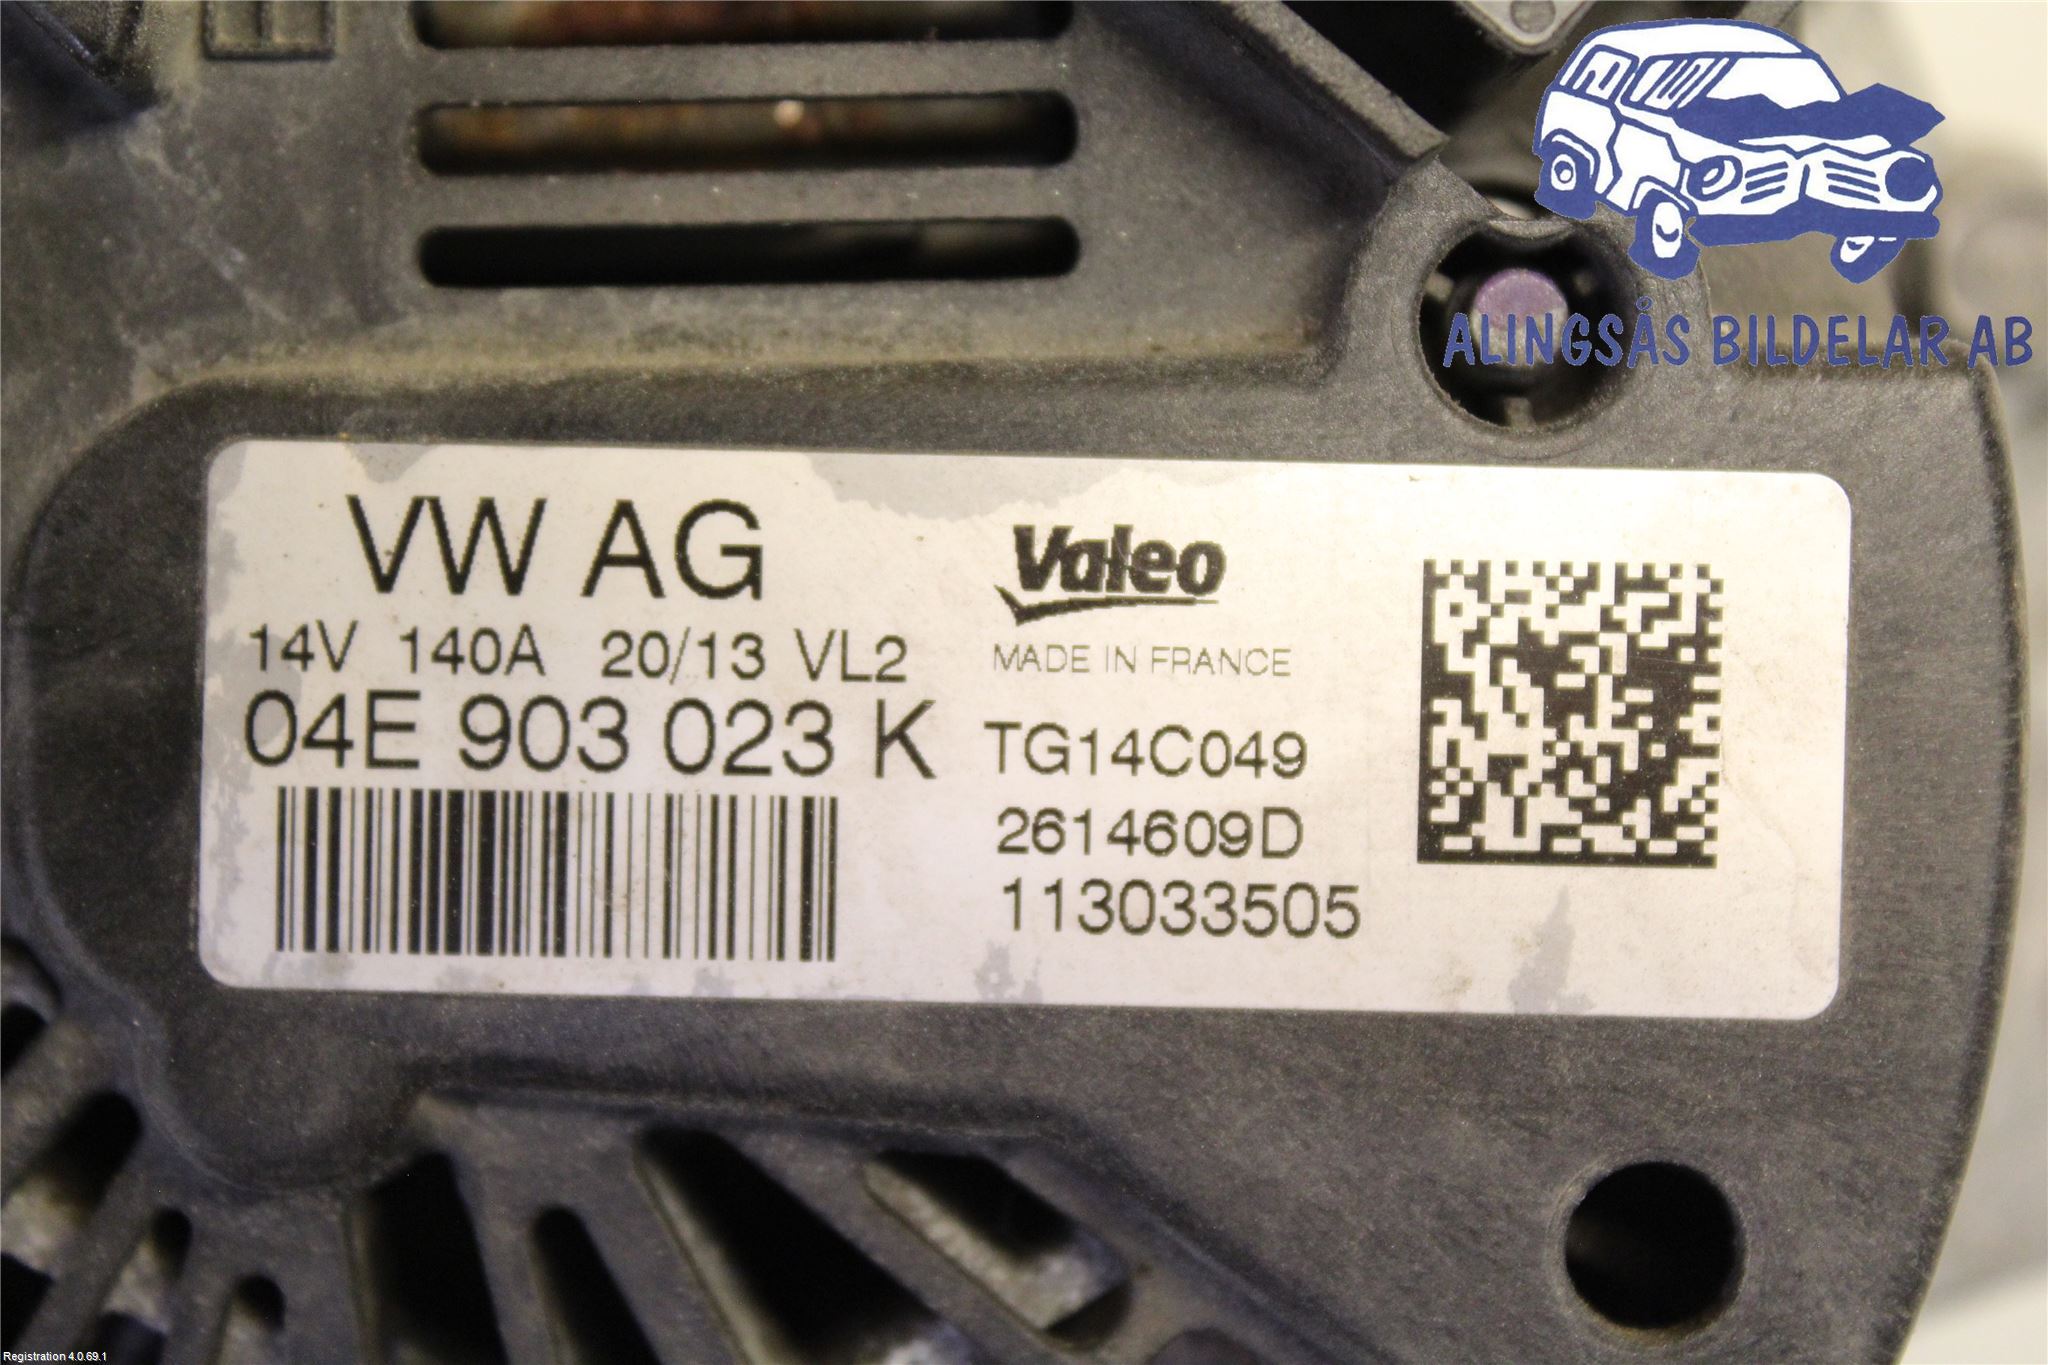 ALINGSÅS BILDELAR AB
VW AG
14V 140A 20/13 VL2
04E 903 023 K
Valeo
MADE IN FRANCE
TG14C049
2614609D
113033505
Registration 4.0.69.1